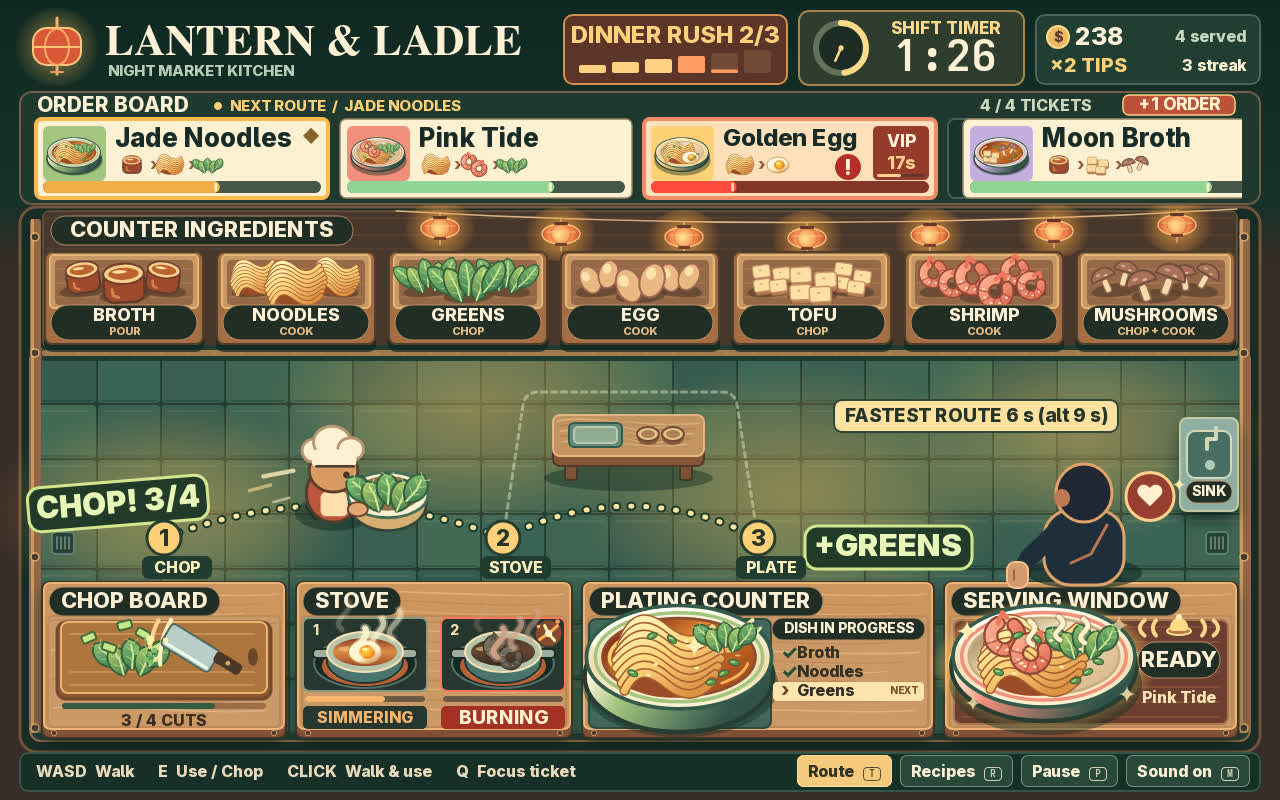 LANTERN & LADLE
NIGHT MARKET KITCHEN
DINNER RUSH 2/3
SHIFT TIMER
1:26
$ 238
4 served
×2 TIPS
3 streak
ORDER BOARD
NEXT ROUTE / JADE NOODLES
4 / 4 TICKETS
+1 ORDER
Jade Noodles
Pink Tide
Golden Egg
!
VIP
17s
Moon Broth
COUNTER INGREDIENTS
BROTH
POUR
NOODLES
COOK
GREENS
CHOP
EGG
COOK
TOFU
CHOP
SHRIMP
COOK
MUSHROOMS
CHOP + COOK
FASTEST ROUTE 6 s (alt 9 s)
SINK
CHOP! 3/4
1
CHOP
2
STOVE
3
PLATE
+GREENS
CHOP BOARD
3 / 4 CUTS
STOVE
1
SIMMERING
2
BURNING
PLATING COUNTER
DISH IN PROGRESS
Broth
Noodles
Greens NEXT
SERVING WINDOW
READY
Pink Tide
WASD Walk
E Use / Chop
CLICK Walk & use
Q Focus ticket
Route T
Recipes R
Pause P
Sound on M